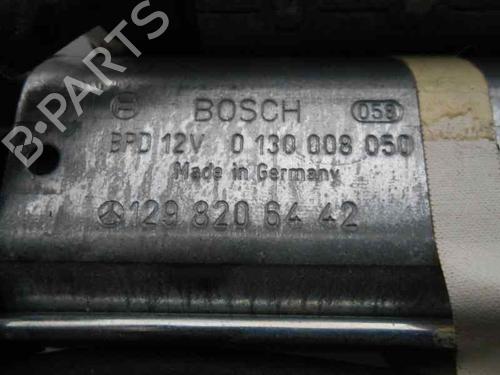 BOSCH 058
BPD 12V 0 130 008 050
Made in Germany
129 820 64 42
B-PARTS